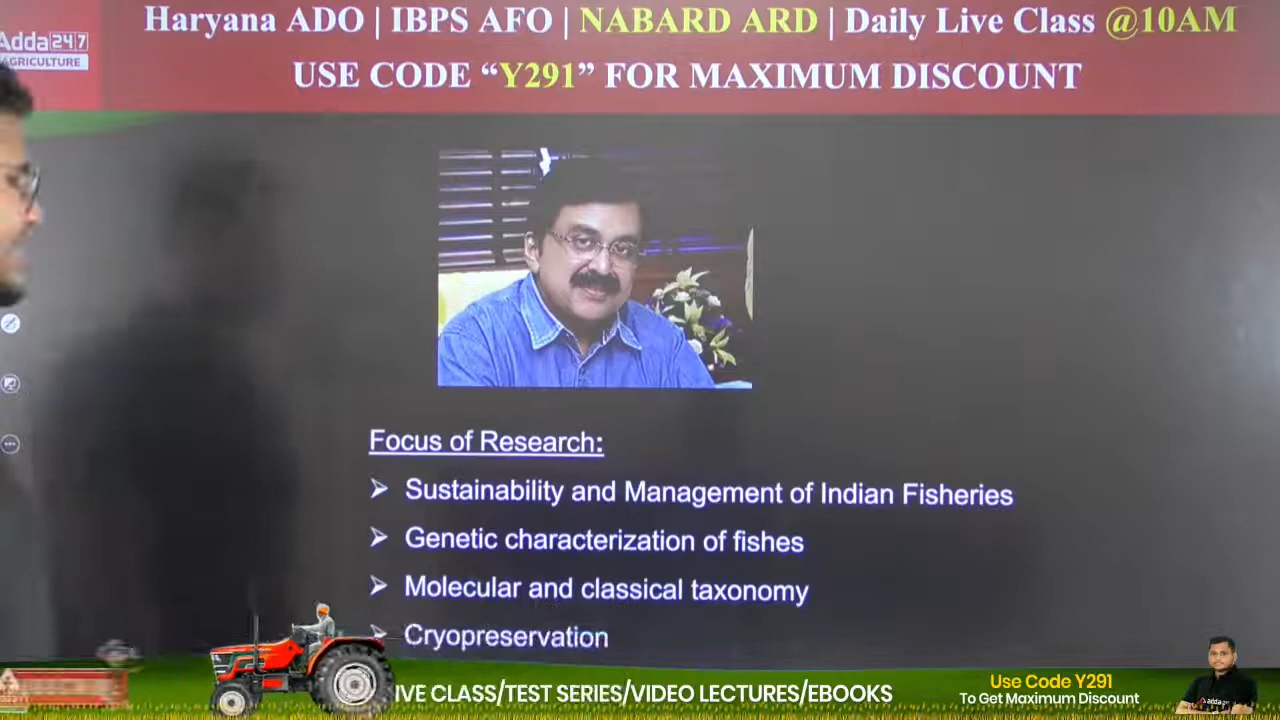 Haryana ADO | IBPS AFO | NABARD ARD | Daily Live Class @10AM
Adda 247
AGRICULTURE
USE CODE “Y291” FOR MAXIMUM DISCOUNT
Focus of Research:
➢ Sustainability and Management of Indian Fisheries
➢ Genetic characterization of fishes
➢ Molecular and classical taxonomy
➢ Cryopreservation
IVE CLASS/TEST SERIES/VIDEO LECTURES/EBOOKS
Use Code Y291
To Get Maximum Discount